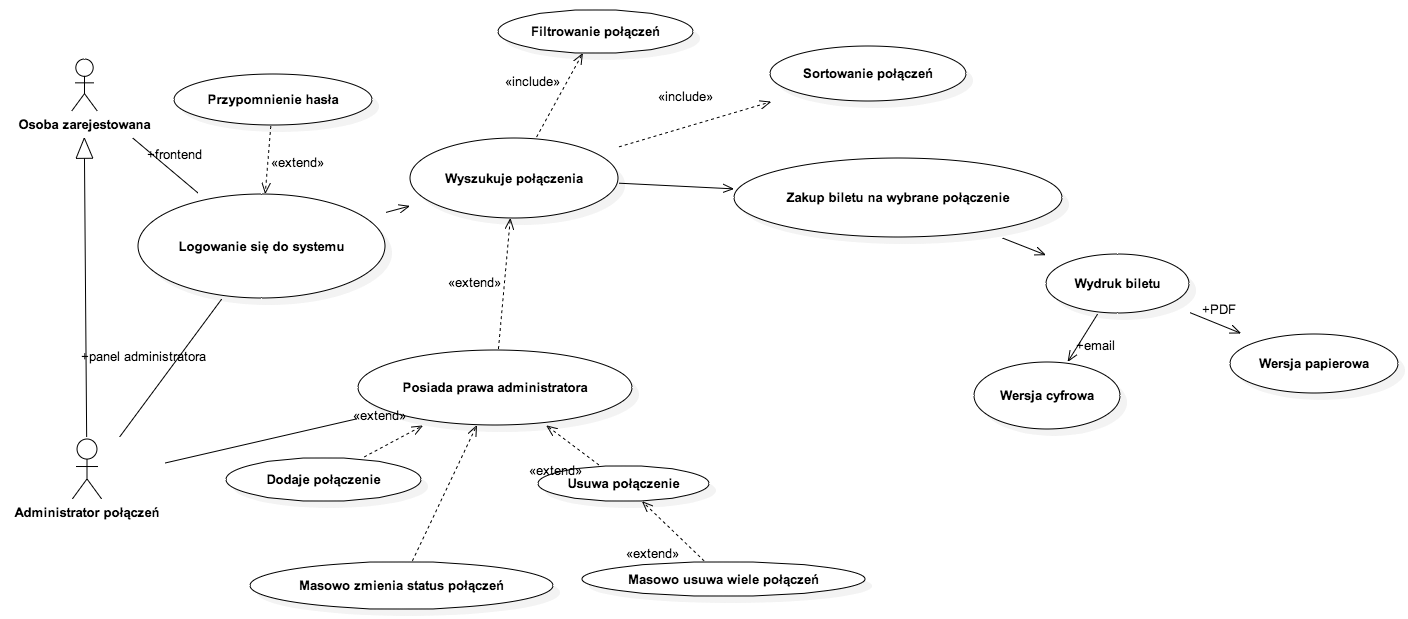 Filtrowanie połączeń
«include»
Sortowanie połączeń
«include»
Osoba zarejestowana
Przypomnienie hasła
+frontend
«extend»
Wyszukuje połączenia
Zakup biletu na wybrane połączenie
Logowanie się do systemu
«extend»
Wydruk biletu
+PDF
+email
+panel administratora
Wersja papierowa
Posiada prawa administratora
Wersja cyfrowa
«extend»
«extend»
Dodaje połączenie
Usuwa połączenie
Administrator połączeń
«extend»
Masowo zmienia status połączeń
Masowo usuwa wiele połączeń